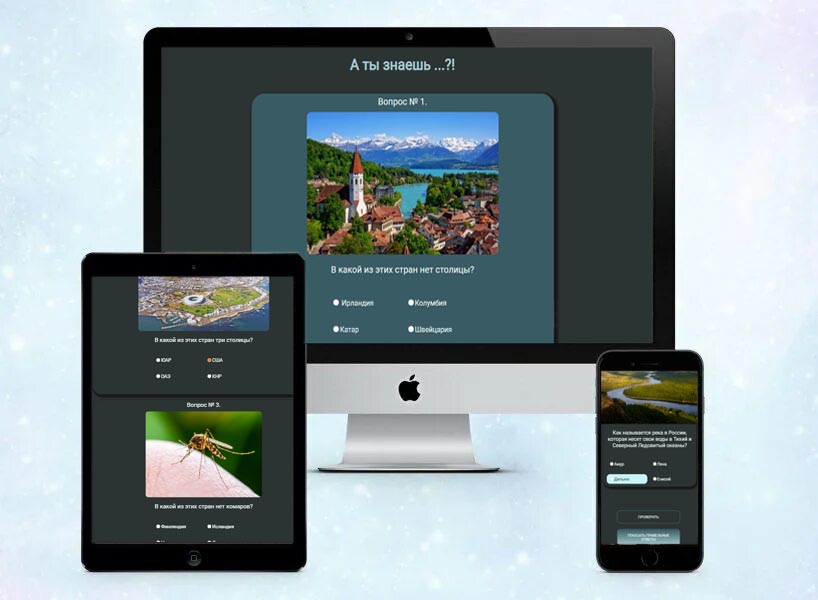 А ты знаешь ...?!
Вопрос № 1.
В какой из этих стран нет столицы?
Ирландия
Колумбия
Катар
Швейцария
В какой из этих стран три столицы?
ЮАР
США
ОАЭ
КНР
Вопрос № 3.
В какой из этих стран нет комаров?
Финляндия
Исландия
Как называется река в России,
которая несет свои воды в Тихий и
Северный Ледовитый океаны?
Амур
Лена
Делькю
Енисей
ПРОВЕРИТЬ
ПОКАЗАТЬ ПРАВИЛЬНЫЕ
ОТВЕТЫ